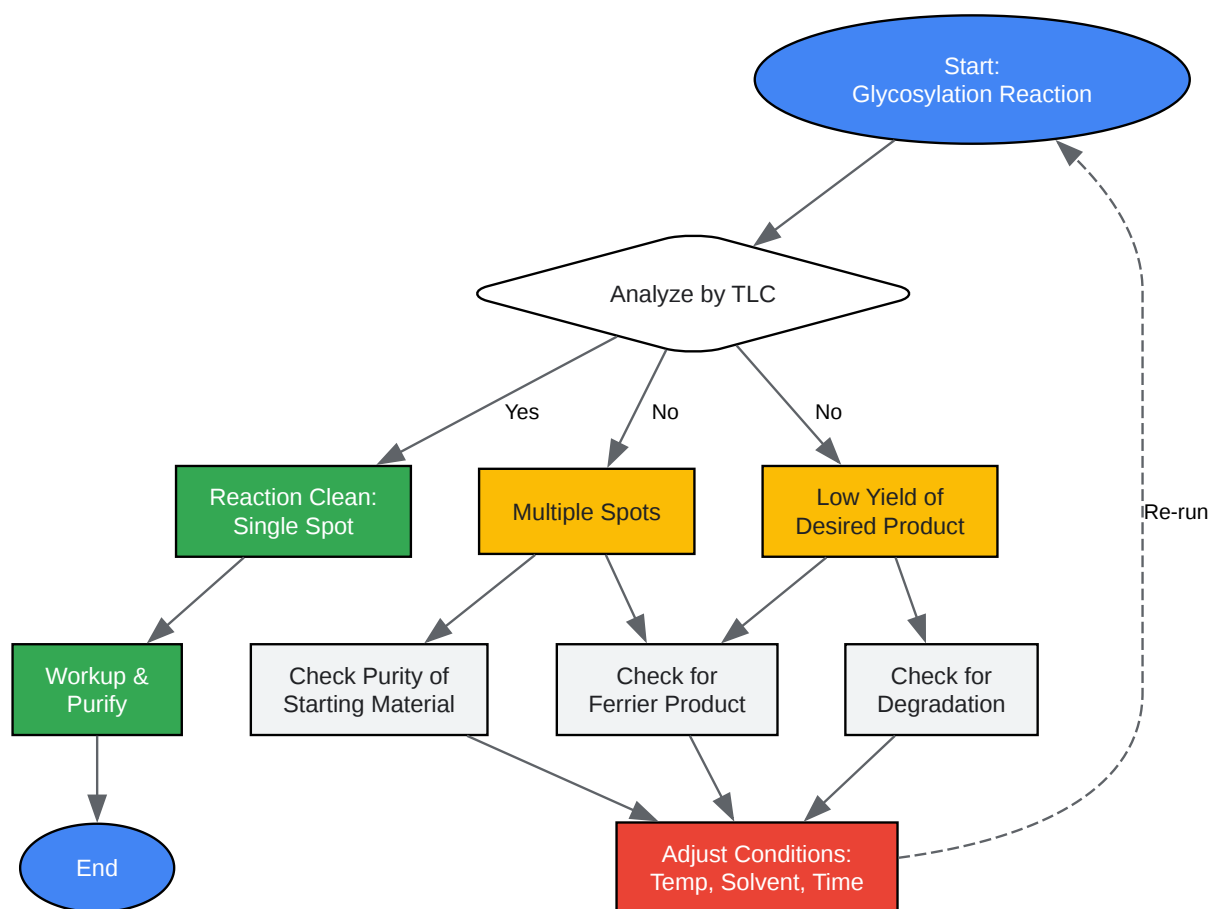 Start:
Glycosylation Reaction
Analyze by TLC
Yes
No
No
Reaction Clean:
Single Spot
Multiple Spots
Low Yield of
Desired Product
Re-run
Workup &
Purify
Check Purity of
Starting Material
Check for
Ferrier Product
Check for
Degradation
End
Adjust Conditions:
Temp, Solvent, Time